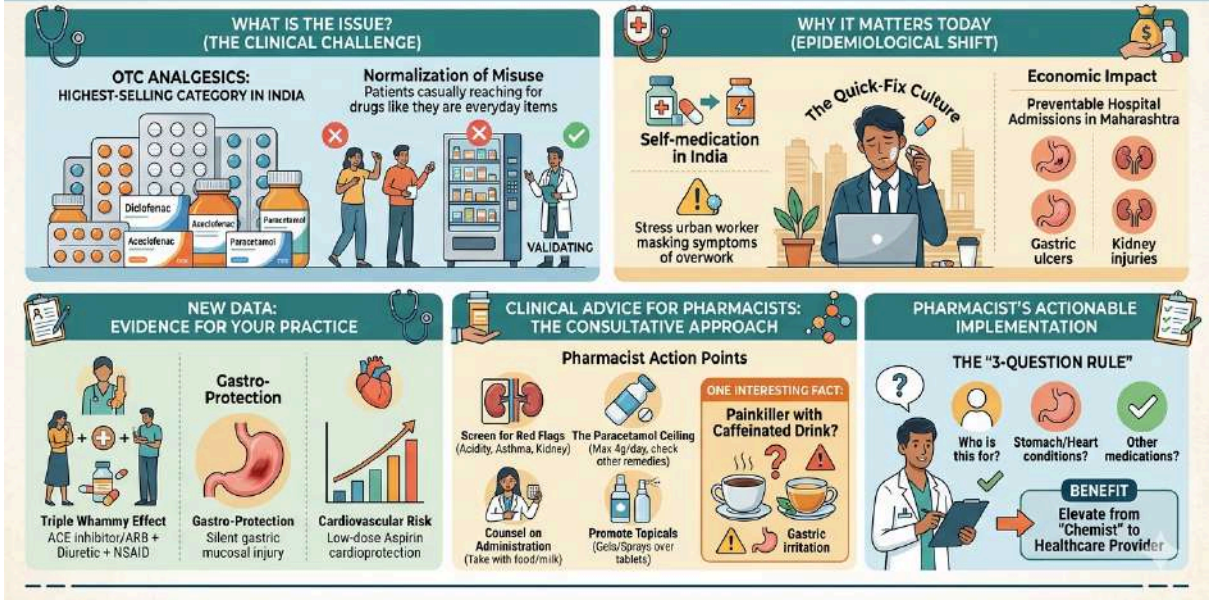 WHAT IS THE ISSUE?
(THE CLINICAL CHALLENGE)
OTC ANALGESICS:
HIGHEST-SELLING CATEGORY IN INDIA
Normalization of Misuse
Patients casually reaching for
drugs like they are everyday items
Diclofenac
Aceclofenac
Paracetamol
Aceclofenac
Paracetamol
VALIDATING
WHY IT MATTERS TODAY
(EPIDEMIOLOGICAL SHIFT)
Self-medication
in India
Stress urban worker
masking symptoms
of overwork
The Quick-Fix Culture
$
Economic Impact
Preventable Hospital
Admissions in Maharashtra
Gastric
ulcers
Kidney
injuries
NEW DATA:
EVIDENCE FOR YOUR PRACTICE
Triple Whammy Effect
ACE inhibitor/ARB +
Diuretic + NSAID
Gastro-
Protection
Gastro-Protection
Silent gastric
mucosal injury
Cardiovascular Risk
Low-dose Aspirin
cardioprotection
CLINICAL ADVICE FOR PHARMACISTS:
THE CONSULTATIVE APPROACH
Pharmacist Action Points
Screen for Red Flags
(Acidity, Asthma, Kidney)
The Paracetamol Ceiling
(Max 4g/day, check
other remedies)
Counsel on
Administration
(Take with food/milk)
Promote Topicals
(Gels/Sprays over
tablets)
ONE INTERESTING FACT:
Painkiller with
Caffeinated Drink?
?
Gastric
irritation
PHARMACIST'S ACTIONABLE
IMPLEMENTATION
THE "3-QUESTION RULE"
?
Who is
this for?
Stomach/Heart
conditions?
Other
medications?
BENEFIT
Elevate from
"Chemist" to
Healthcare Provider